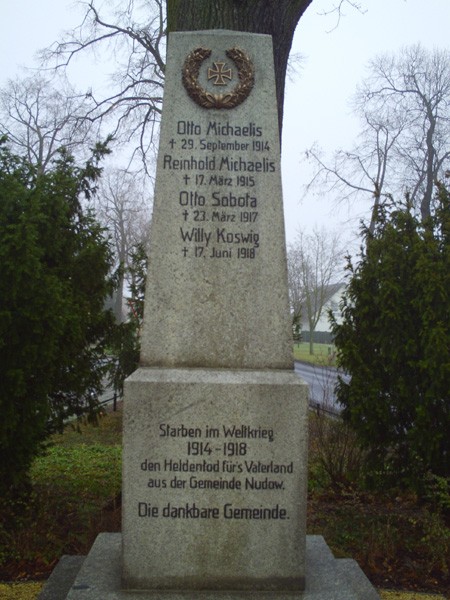 Otto Michaelis
† 29. September 1914
Reinhold Michaelis
† 17. März 1915
Otto Sobota
† 23. März 1917
Willy Koswig
† 17. Juni 1918
Starben im Weltkrieg
1914-1918
den Heldentod für's Vaterland
aus der Gemeinde Nudow.
Die dankbare Gemeinde.